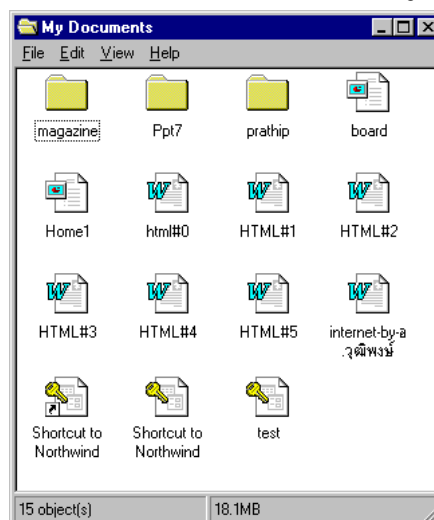 My Documents
File Edit View Help
magazine Ppt7 prathip board
Home1 html#0 HTML#1 HTML#2
HTML#3 HTML#4 HTML#5 internet-by-a
.วุฒิพงษ์
Shortcut to Shortcut to test
Northwind Northwind
15 object(s) 18.1MB